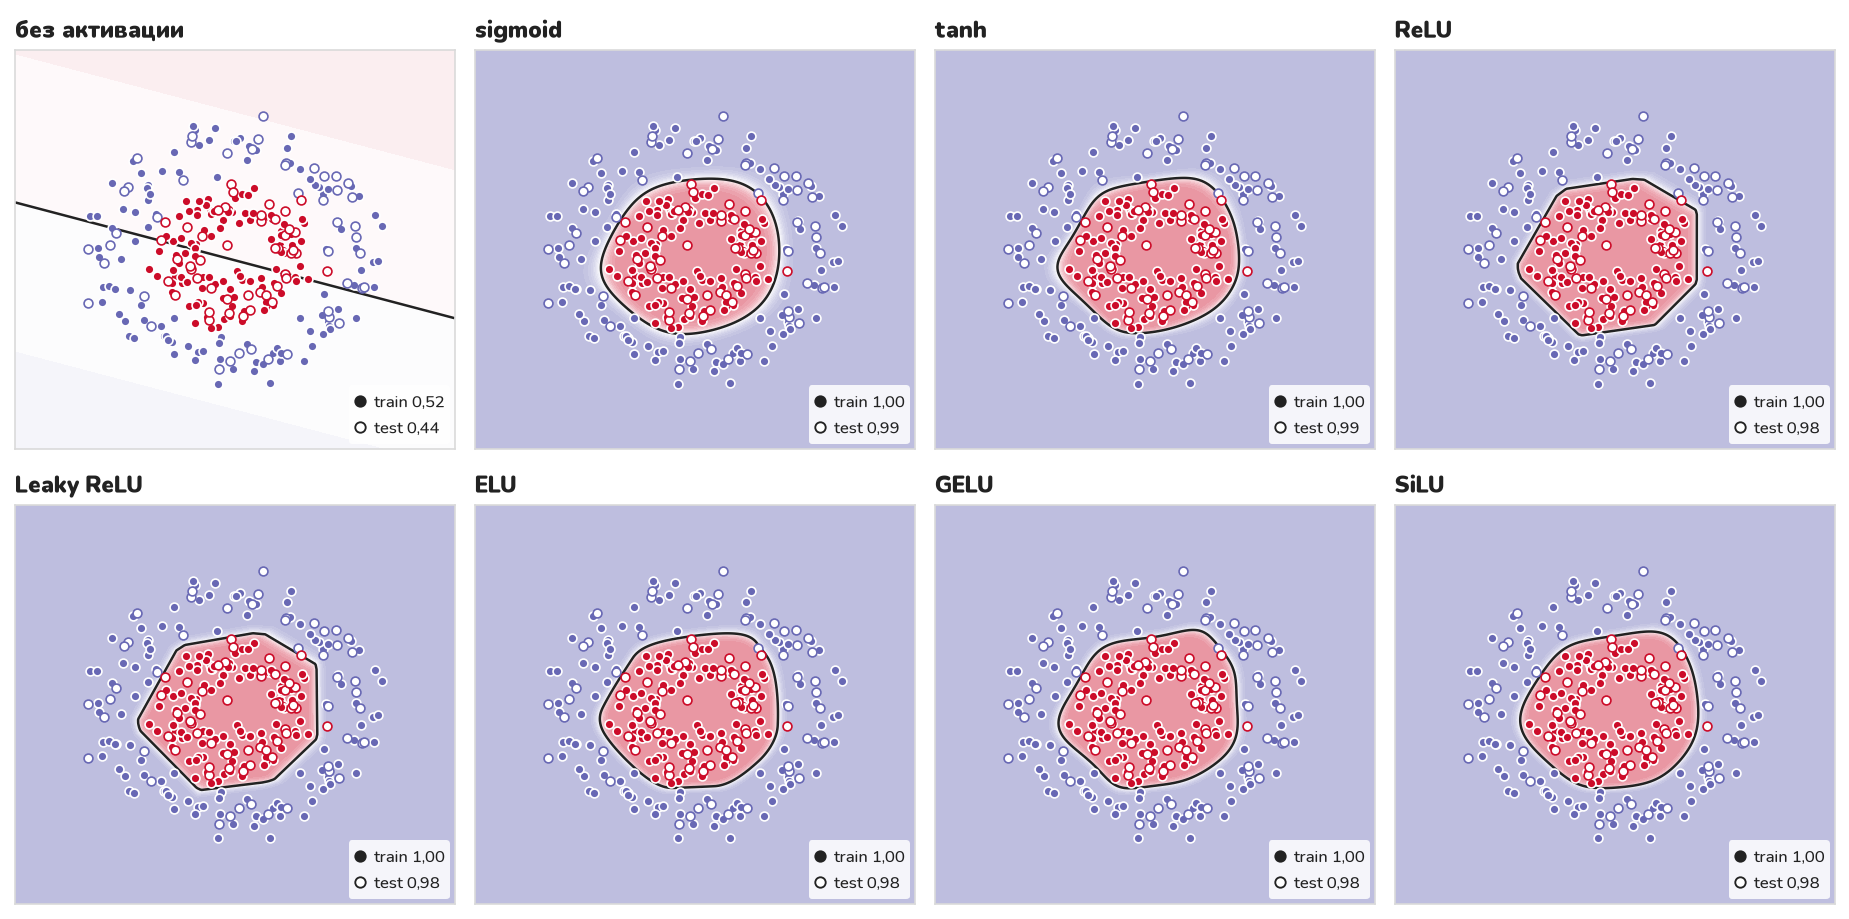 без активации
train 0,52
test 0,44
sigmoid
train 1,00
test 0,99
tanh
train 1,00
test 0,99
ReLU
train 1,00
test 0,98
Leaky ReLU
train 1,00
test 0,98
ELU
train 1,00
test 0,98
GELU
train 1,00
test 0,98
SiLU
train 1,00
test 0,98